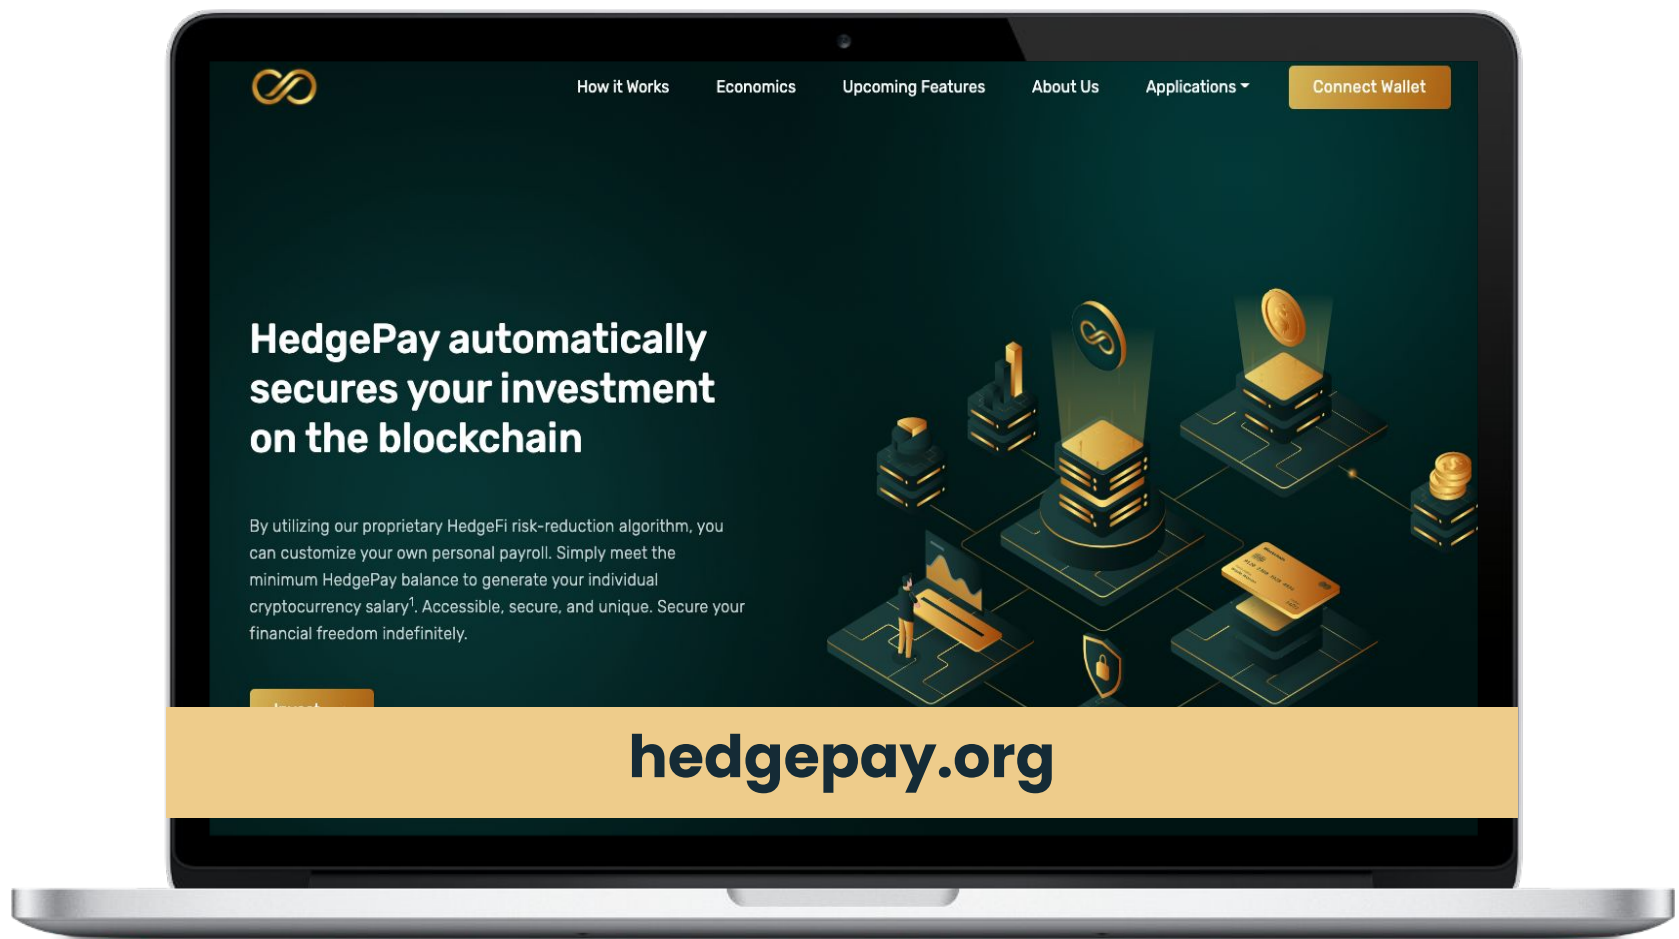 How it Works
Economics
Upcoming Features
About Us
Applications
Connect Wallet
HedgePay automatically
secures your investment
on the blockchain
By utilizing our proprietary HedgeFi risk-reduction algorithm, you
can customize your own personal payroll. Simply meet the
minimum HedgePay balance to generate your individual
cryptocurrency salary¹. Accessible, secure, and unique. Secure your
financial freedom indefinitely.
hedgepay.org